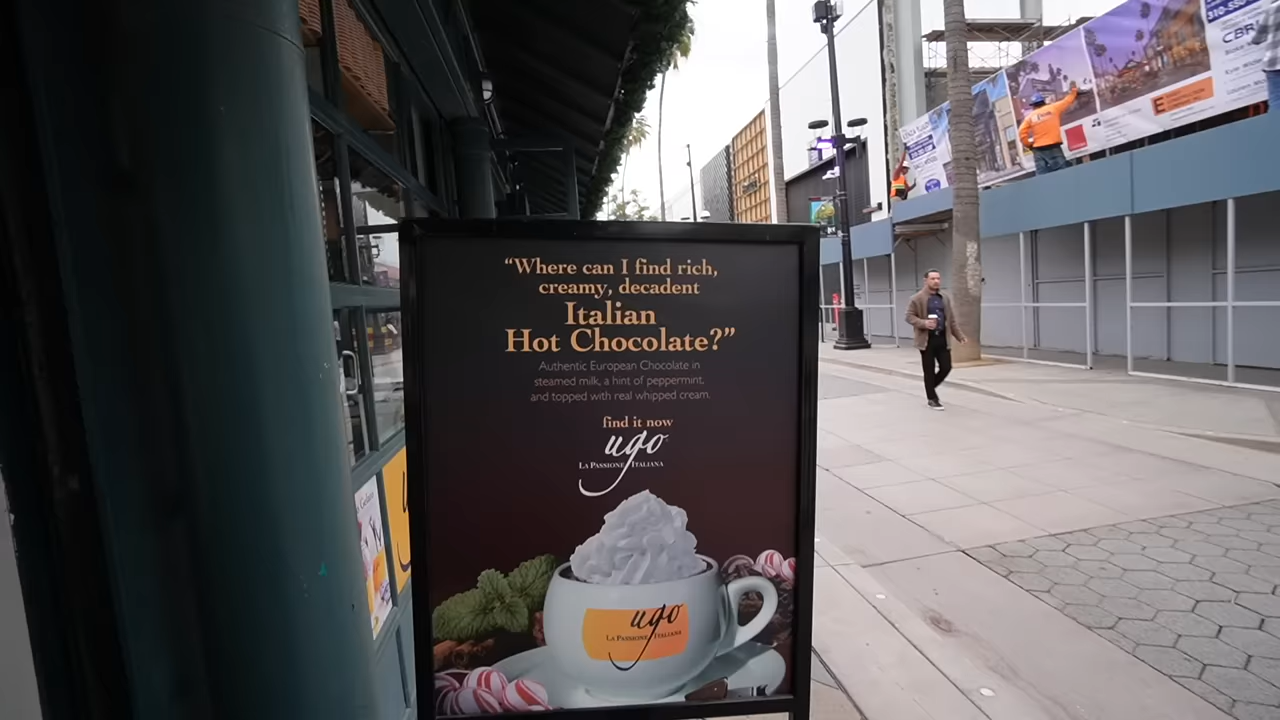 “Where can I find rich,
creamy, decadent
Italian
Hot Chocolate?”
Authentic European Chocolate in
steamed milk, a hint of peppermint,
and topped with real whipped cream.
find it now
ugo
LA PASSIONE ITALIANA
ugo
LA PASSIONE ITALIANA
CBR